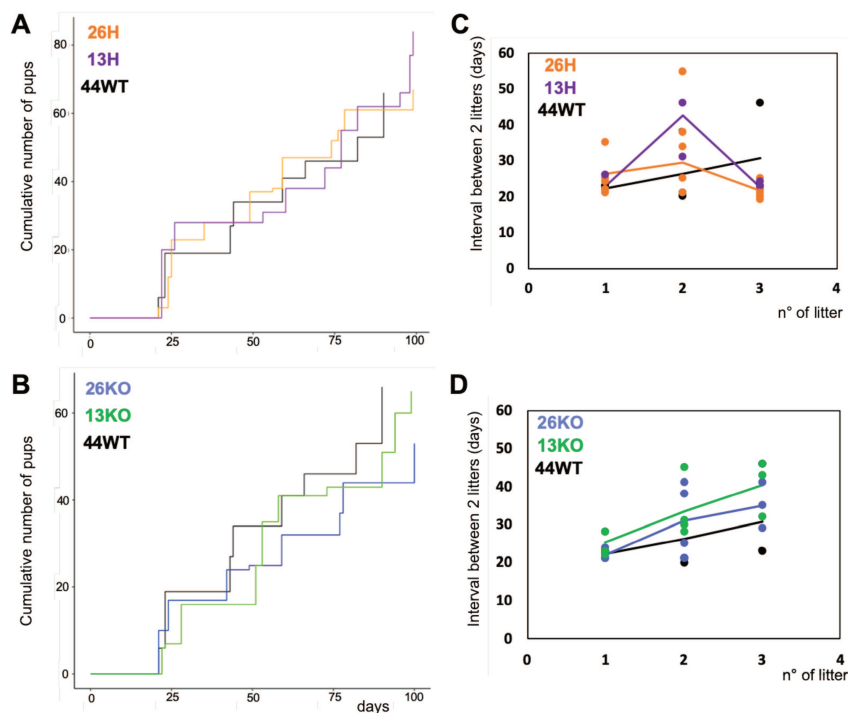 A
26H
13H
44WT
Cumulative number of pups
80
60
40
20
0
0 25 50 75 100
B
26KO
13KO
44WT
Cumulative number of pups
60
40
20
0
0 25 50 75 100
days
C
26H
13H
44WT
Interval between 2 litters (days)
60
50
40
30
20
10
0
0 1 2 3 4
n° of litter
D
26KO
13KO
44WT
Interval between 2 litters (days)
60
50
40
30
20
10
0
0 1 2 3 4
n° of litter